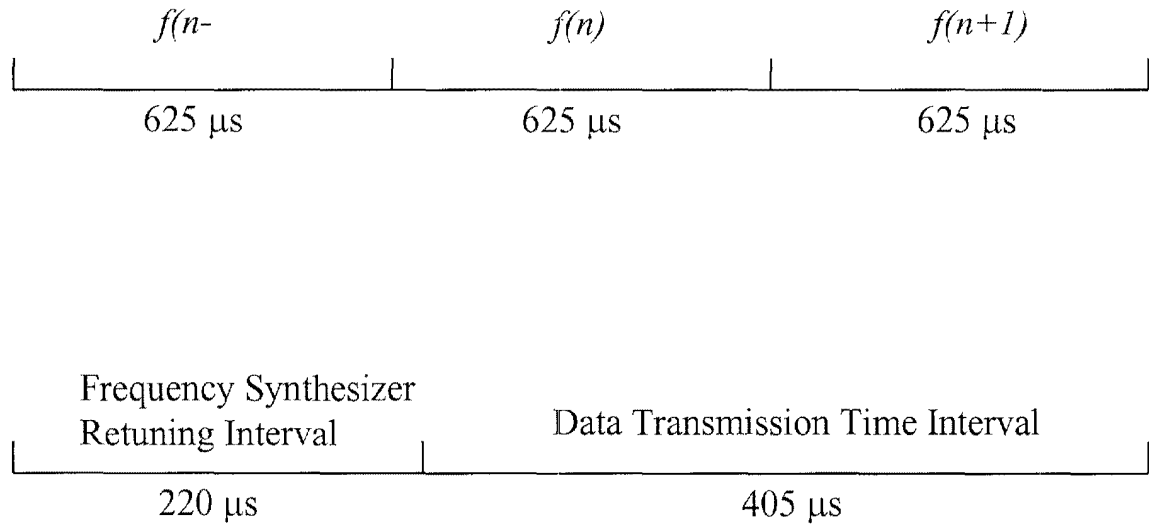 f(n-
f(n)
f(n+1)
625 μs
625 μs
625 μs
Frequency Synthesizer
Retuning Interval
Data Transmission Time Interval
220 μs
405 μs